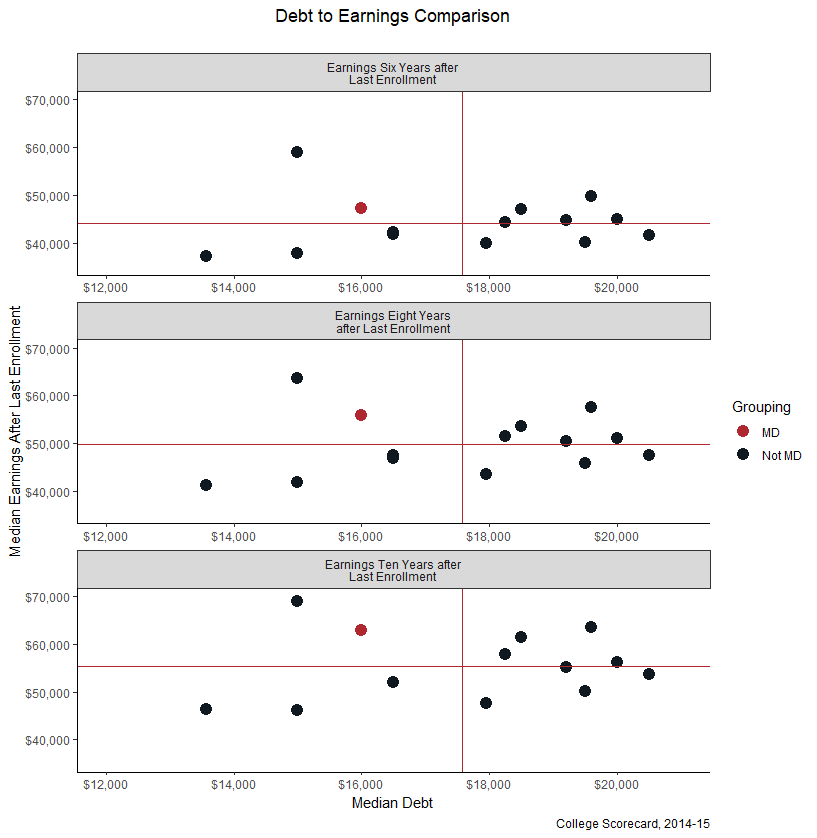 Debt to Earnings Comparison
Earnings Six Years after
Last Enrollment
$70,000
$60,000
$50,000
$40,000
$12,000 $14,000 $16,000 $18,000 $20,000
Earnings Eight Years
after Last Enrollment
$70,000
$60,000
$50,000
$40,000
$12,000 $14,000 $16,000 $18,000 $20,000
Earnings Ten Years after
Last Enrollment
$70,000
$60,000
$50,000
$40,000
$12,000 $14,000 $16,000 $18,000 $20,000
Median Earnings After Last Enrollment
Median Debt
Grouping
MD
Not MD
College Scorecard, 2014-15